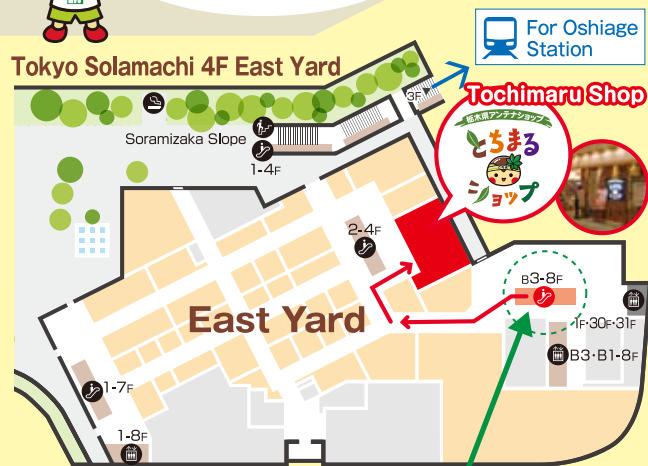 For Oshiage
Station
Tokyo Solamachi 4F East Yard
3F
Tochimaru Shop
栃木県アンテナショップ
とちまる
ショップ
Soramizaka Slope
1-4F
2-4F
B3-8F
East Yard
1F・30F・31F
B3・B1-8F
1-7F
1-8F